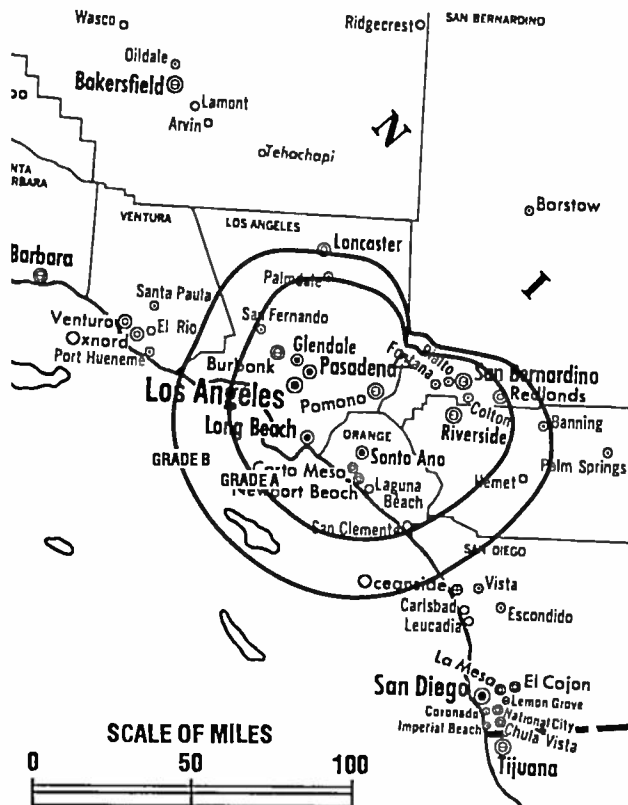 Wasco
Ridgecrest
SAN BERNARDINO
Oildale
Bakersfield
Lamont
Arvin
N
Tehachapi
NTA
RBARA
VENTURA
LOS ANGELES
Barstow
Lancaster
I
Barbara
Palmdale
Santa Paula
San Fernando
Ventura
El Rio
Oxnard
Port Hueneme
Burbank
Glendale
Pasadena
Rialto
Fontana
San Bernardino
Los Angeles
Pomona
Redlands
Colton
Long Beach
ORANGE
Riverside
Banning
GRADE B
Santa Ana
Palm Springs
GRADE A
Costa Mesa
Newport Beach
Laguna
Beach
Hemet
San Clemente
SAN DIEGO
Oceanside
Vista
Carlsbad
Escondido
Leucadia
La Mesa
El Cajon
San Diego
Lemon Grove
Coronado
National City
Imperial Beach
Chula Vista
Tijuana
SCALE OF MILES
0 50 100